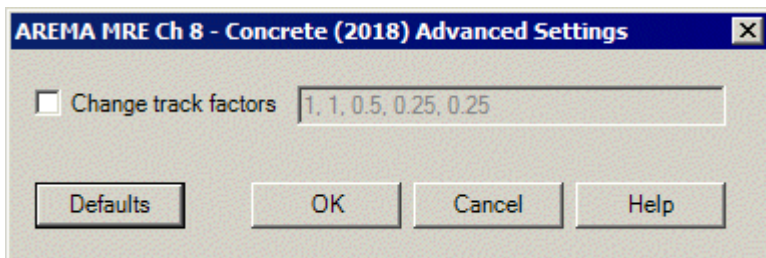 AREMA MRE Ch 8 - Concrete (2018) Advanced Settings
Change track factors 1, 1, 0.5, 0.25, 0.25
Defaults OK Cancel Help